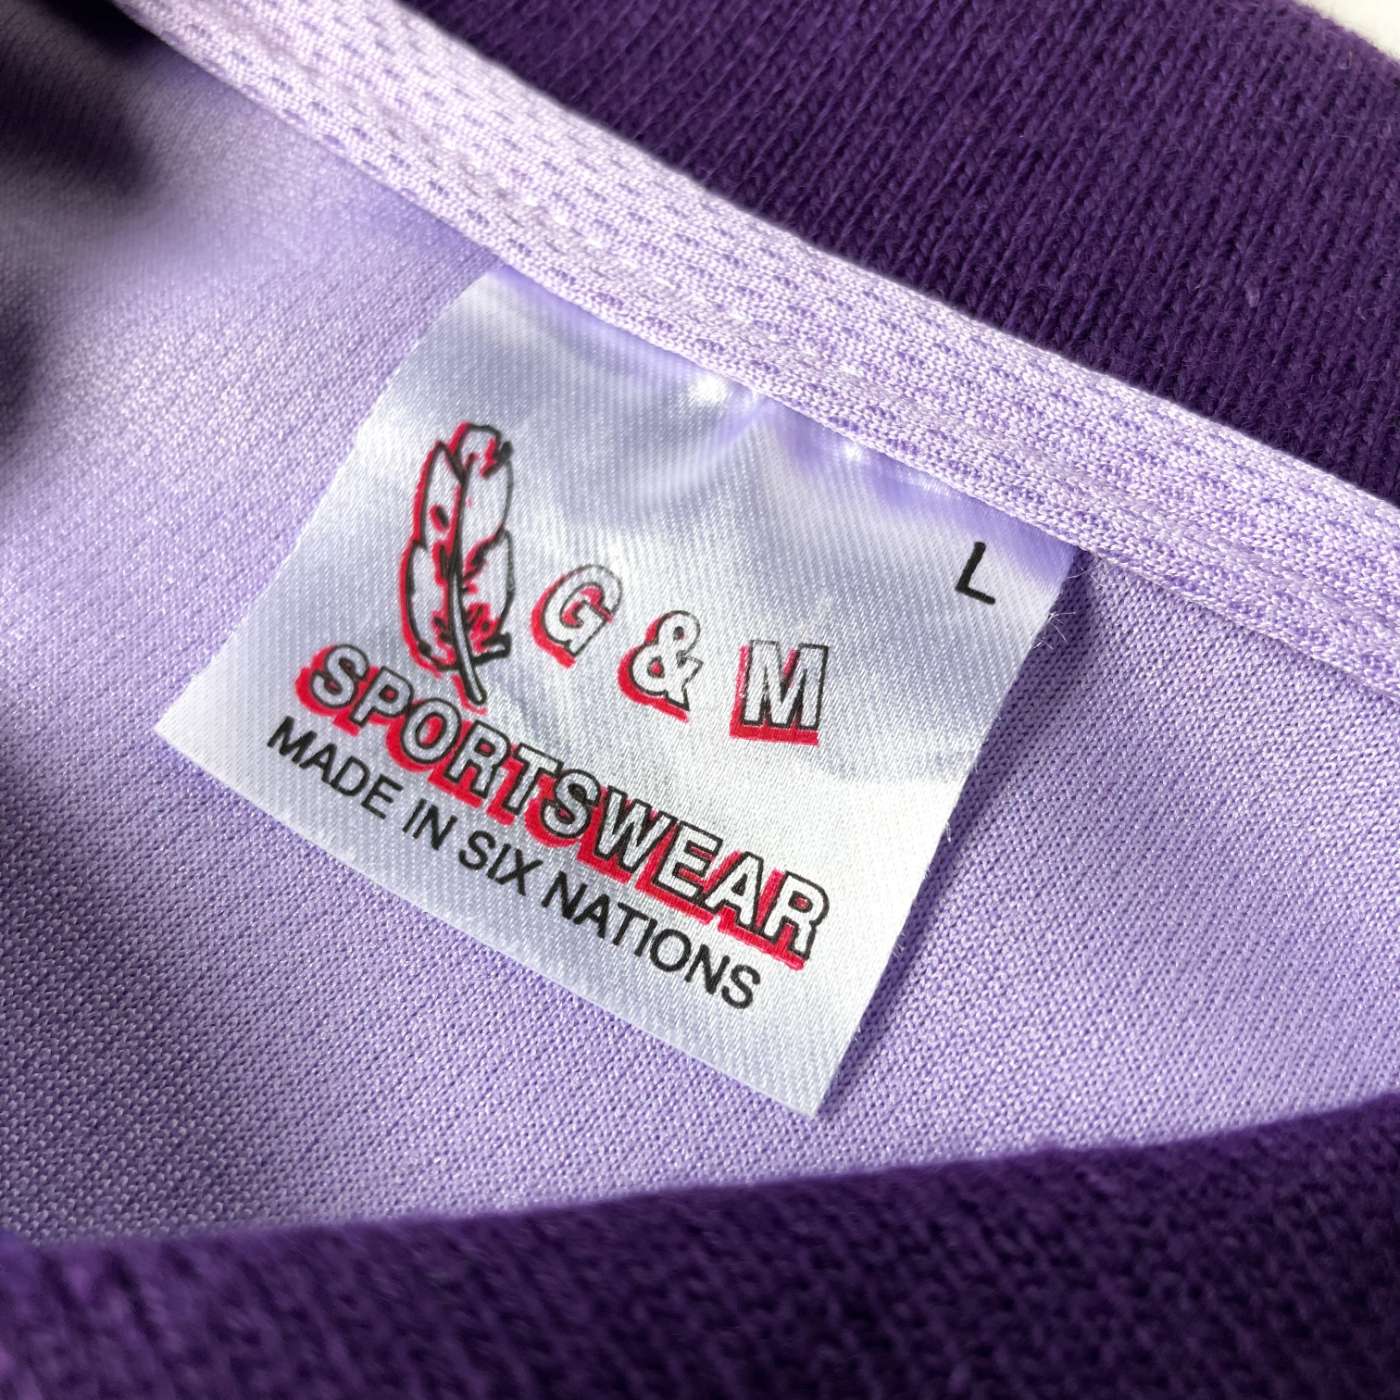 L
G & M
SPORTSWEAR
MADE IN SIX NATIONS